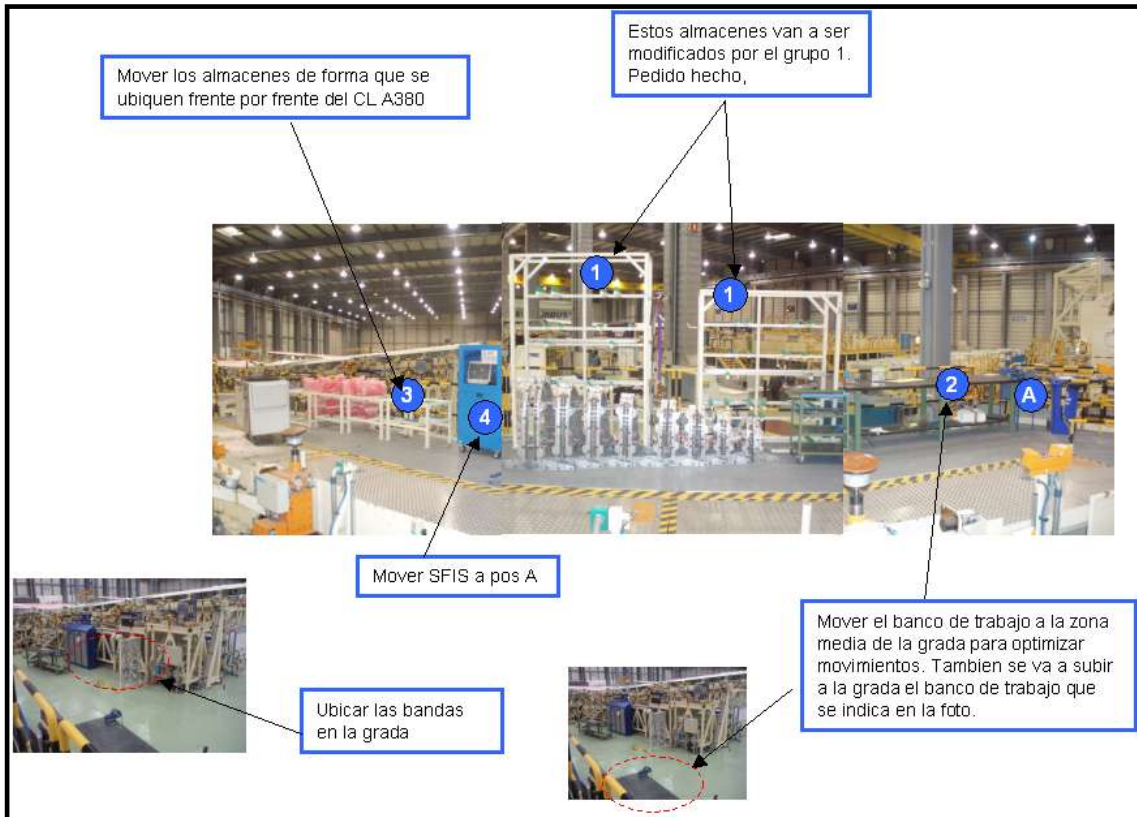 Estos almacenes van a ser
modificados por el grupo 1.
Pedido hecho,
Mover los almacenes de forma que se
ubiquen frente por frente del CL A380
1
1
2
A
3
4
Mover SFIS a pos A
Mover el banco de trabajo a la zona
media de la grada para optimizar
movimientos. Tambien se va a subir
a la grada el banco de trabajo que
se indica en la foto.
Ubicar las bandas
en la grada